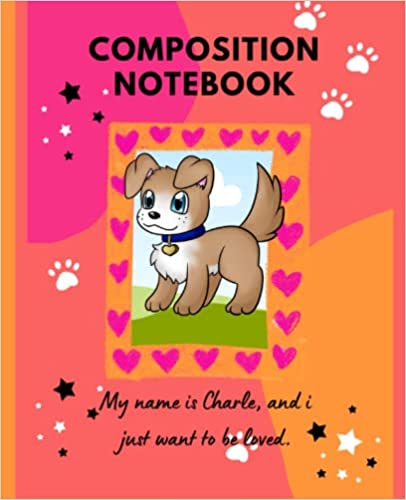 COMPOSITION
NOTEBOOK
My name is Charle, and i
just want to be loved.